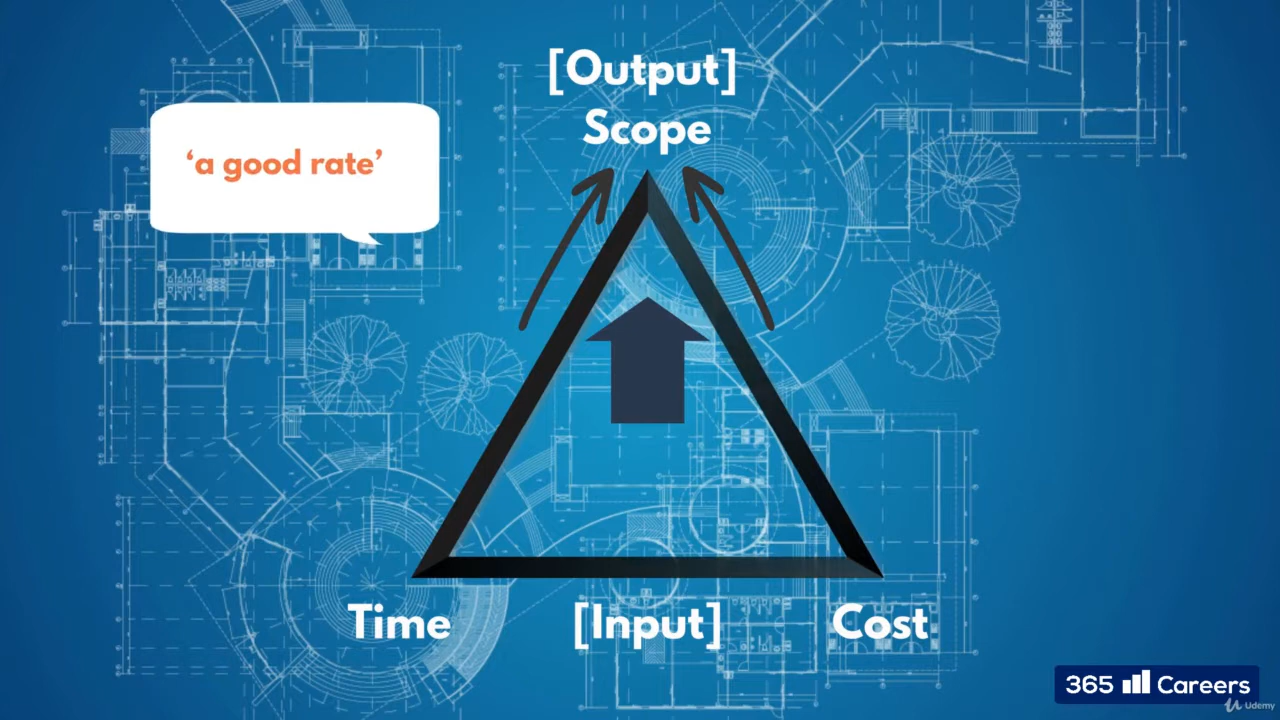 [Output]
Scope
‘a good rate’
Time
[Input]
Cost
365 Careers
Udemy